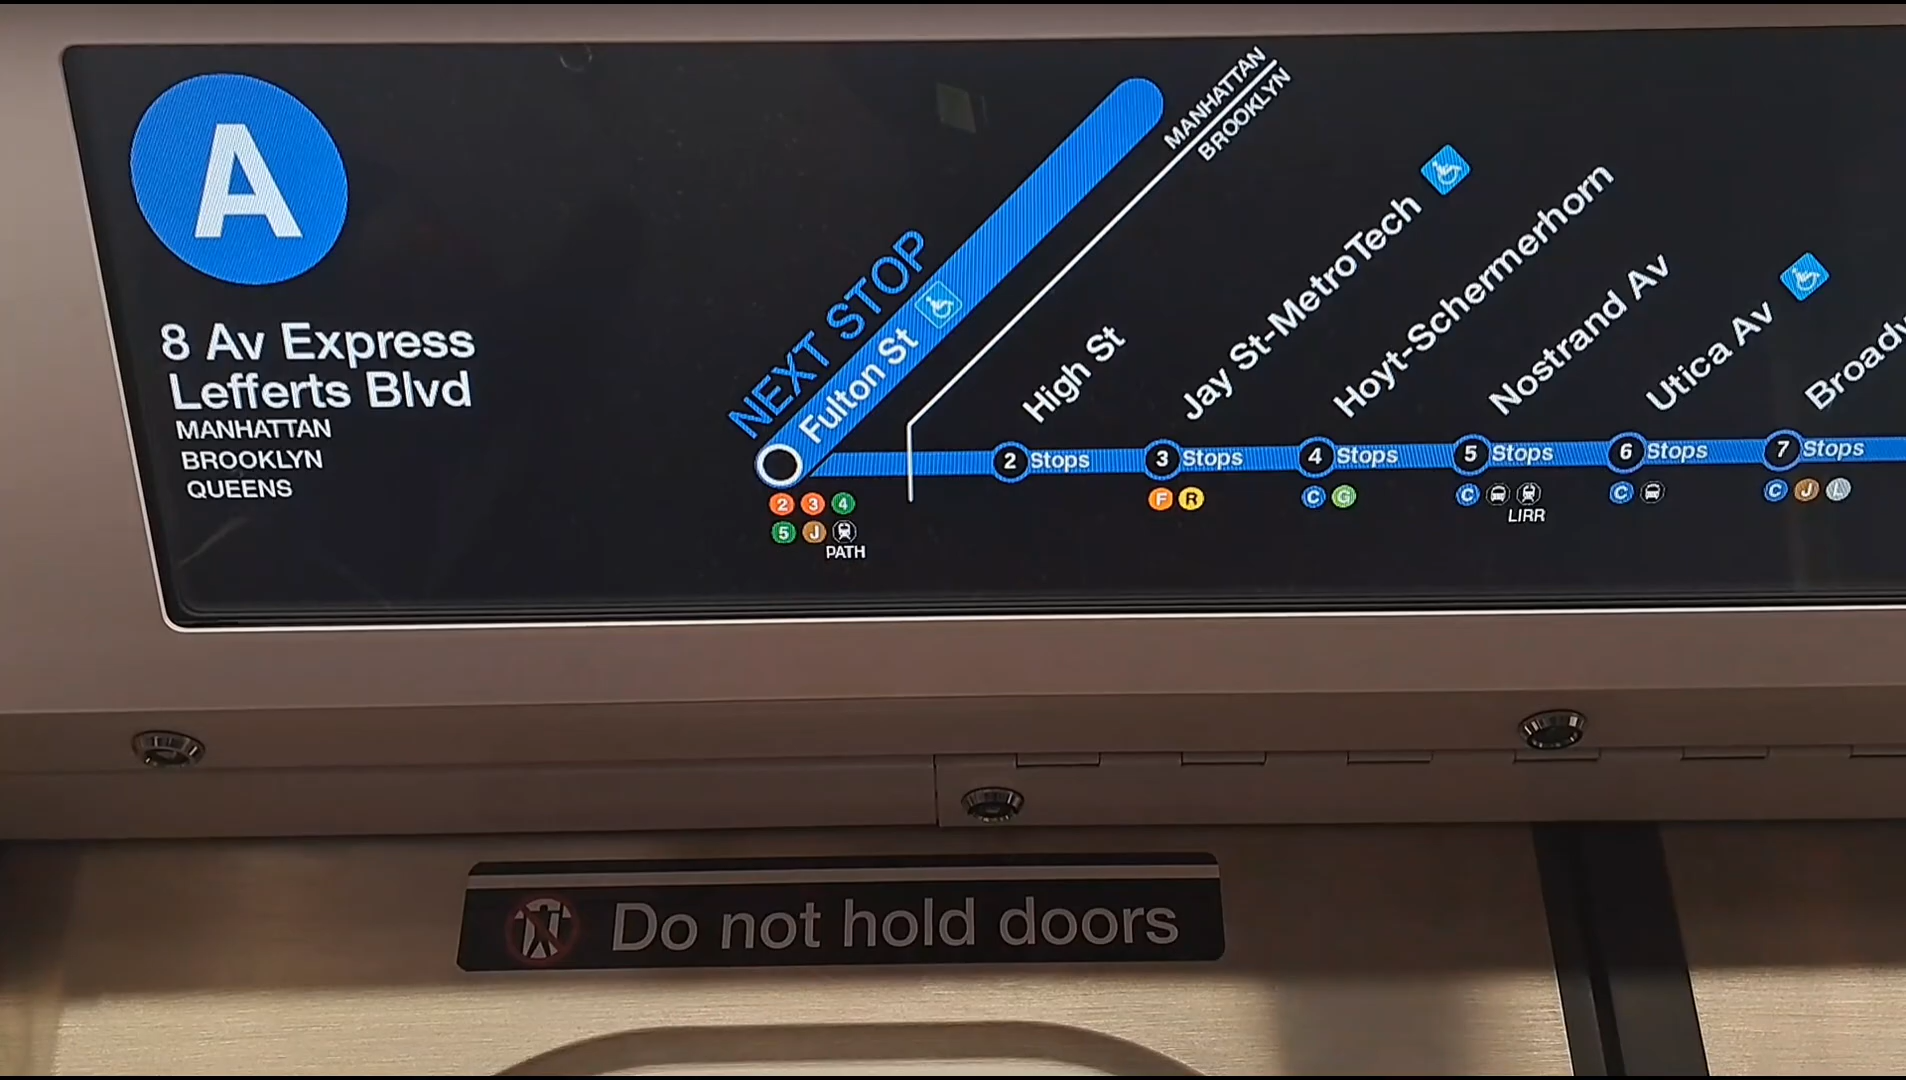 A
8 Av Express
Lefferts Blvd
MANHATTAN
BROOKLYN
QUEENS
NEXT STOP
Fulton St
2 3 4
5 J
PATH
MANHATTAN
BROOKLYN
High St
2 Stops
Jay St-MetroTech
3 Stops
F R
Hoyt-Schermerhorn
4 Stops
C G
Nostrand Av
5 Stops
C
LIRR
Utica Av
6 Stops
C
7 Stops
C J L
Do not hold doors